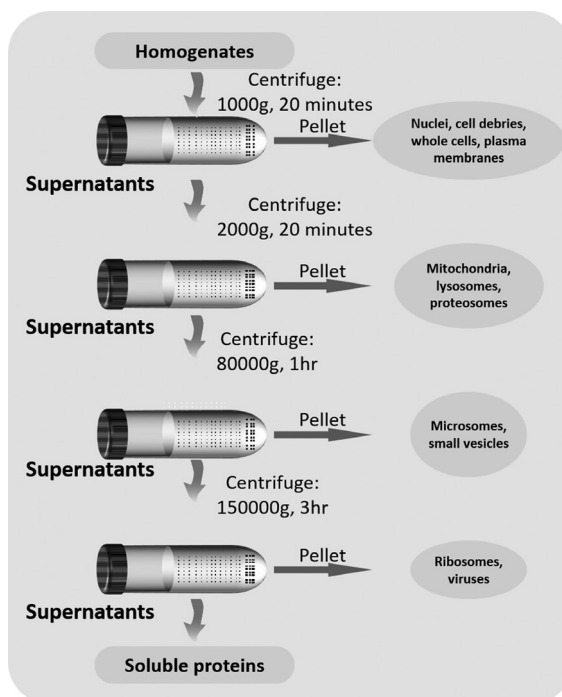 Homogenates
Centrifuge:
1000g, 20 minutes
Pellet
Nuclei, cell debries,
whole cells, plasma
membranes
Supernatants
Centrifuge:
2000g, 20 minutes
Pellet
Mitochondria,
lysosomes,
proteosomes
Supernatants
Centrifuge:
80000g, 1hr
Pellet
Microsomes,
small vesicles
Supernatants
Centrifuge:
150000g, 3hr
Pellet
Ribosomes,
viruses
Supernatants
Soluble proteins